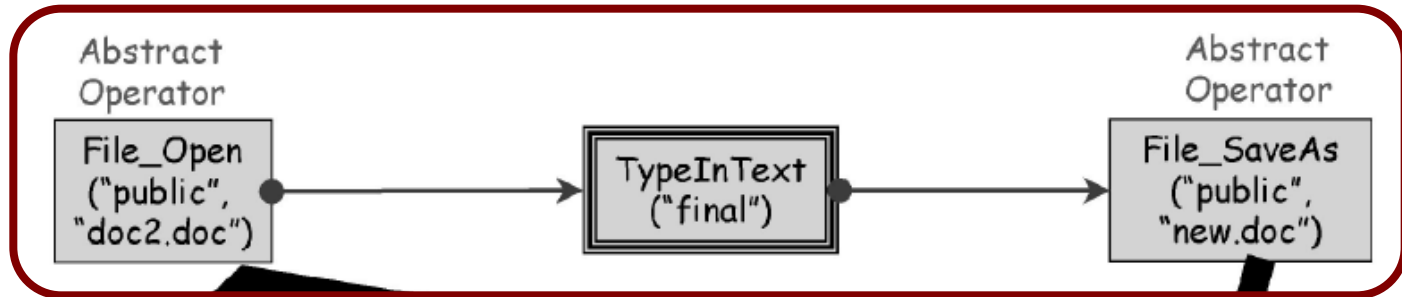 Abstract
Operator
File_Open
("public",
"doc2.doc")
TypeInText
("final")
Abstract
Operator
File_SaveAs
("public",
"new.doc")